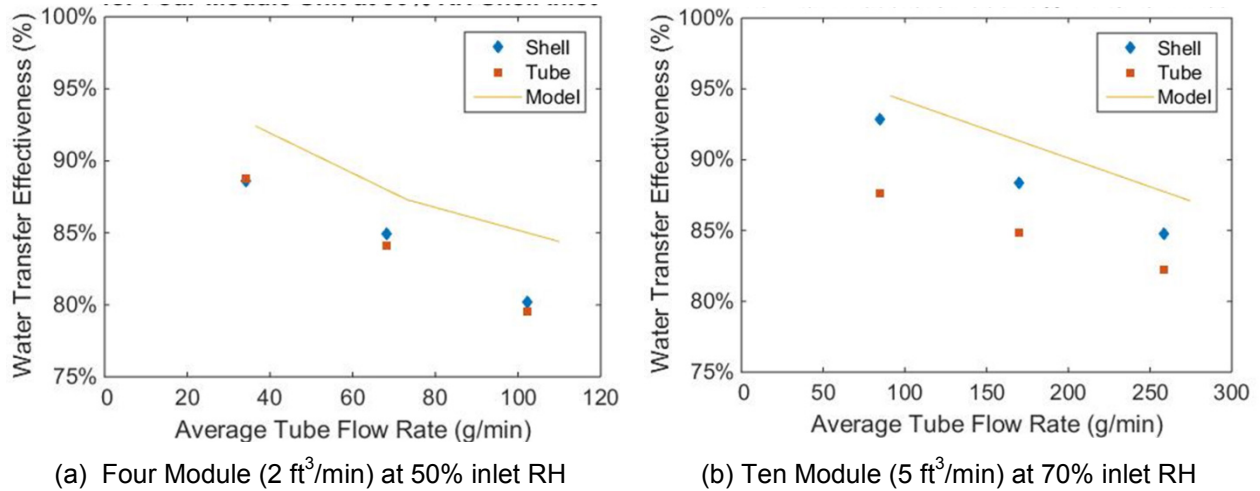 100%
95%
90%
85%
80%
75%
0 20 40 60 80 100 120
Water Transfer Effectiveness (%)
Average Tube Flow Rate (g/min)
Shell
Tube
Model
(a) Four Module (2 ft³/min) at 50% inlet RH
100%
95%
90%
85%
80%
75%
0 50 100 150 200 250 300
Water Transfer Effectiveness (%)
Average Tube Flow Rate (g/min)
Shell
Tube
Model
(b) Ten Module (5 ft³/min) at 70% inlet RH